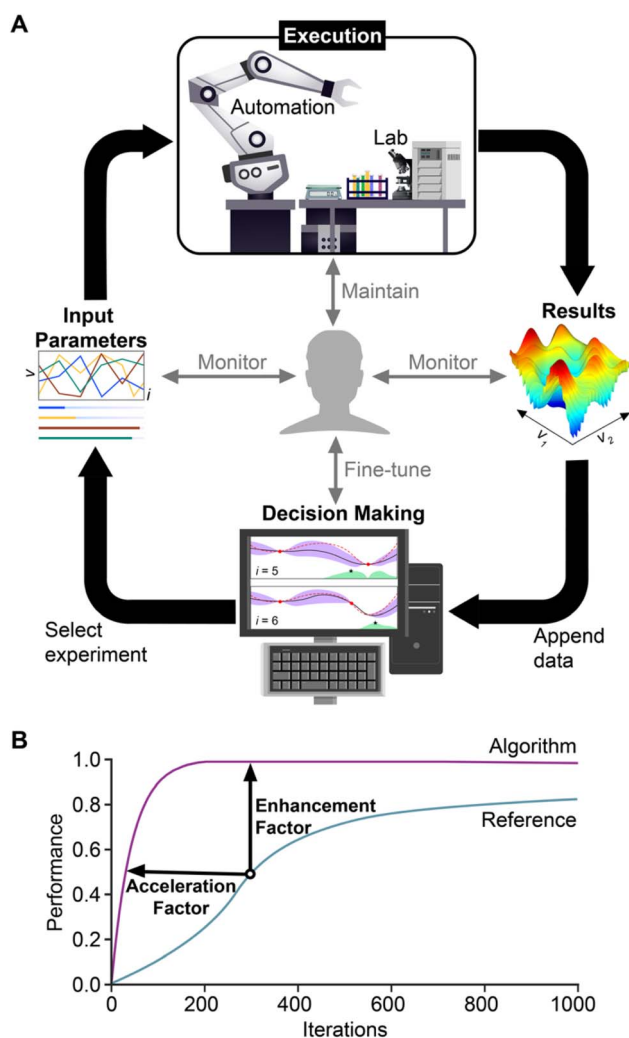 A
Execution
Automation
Lab
Maintain
Input
Parameters
v
i
Monitor
Monitor
Results
V1
V2
Fine-tune
Decision Making
i = 5
*
i = 6
*
Select
experiment
Append
data
B
1.0
0.8
0.6
0.4
0.2
0.0
Performance
Algorithm
Enhancement
Factor
Reference
Acceleration
Factor
0
200
400
600
800
1000
Iterations